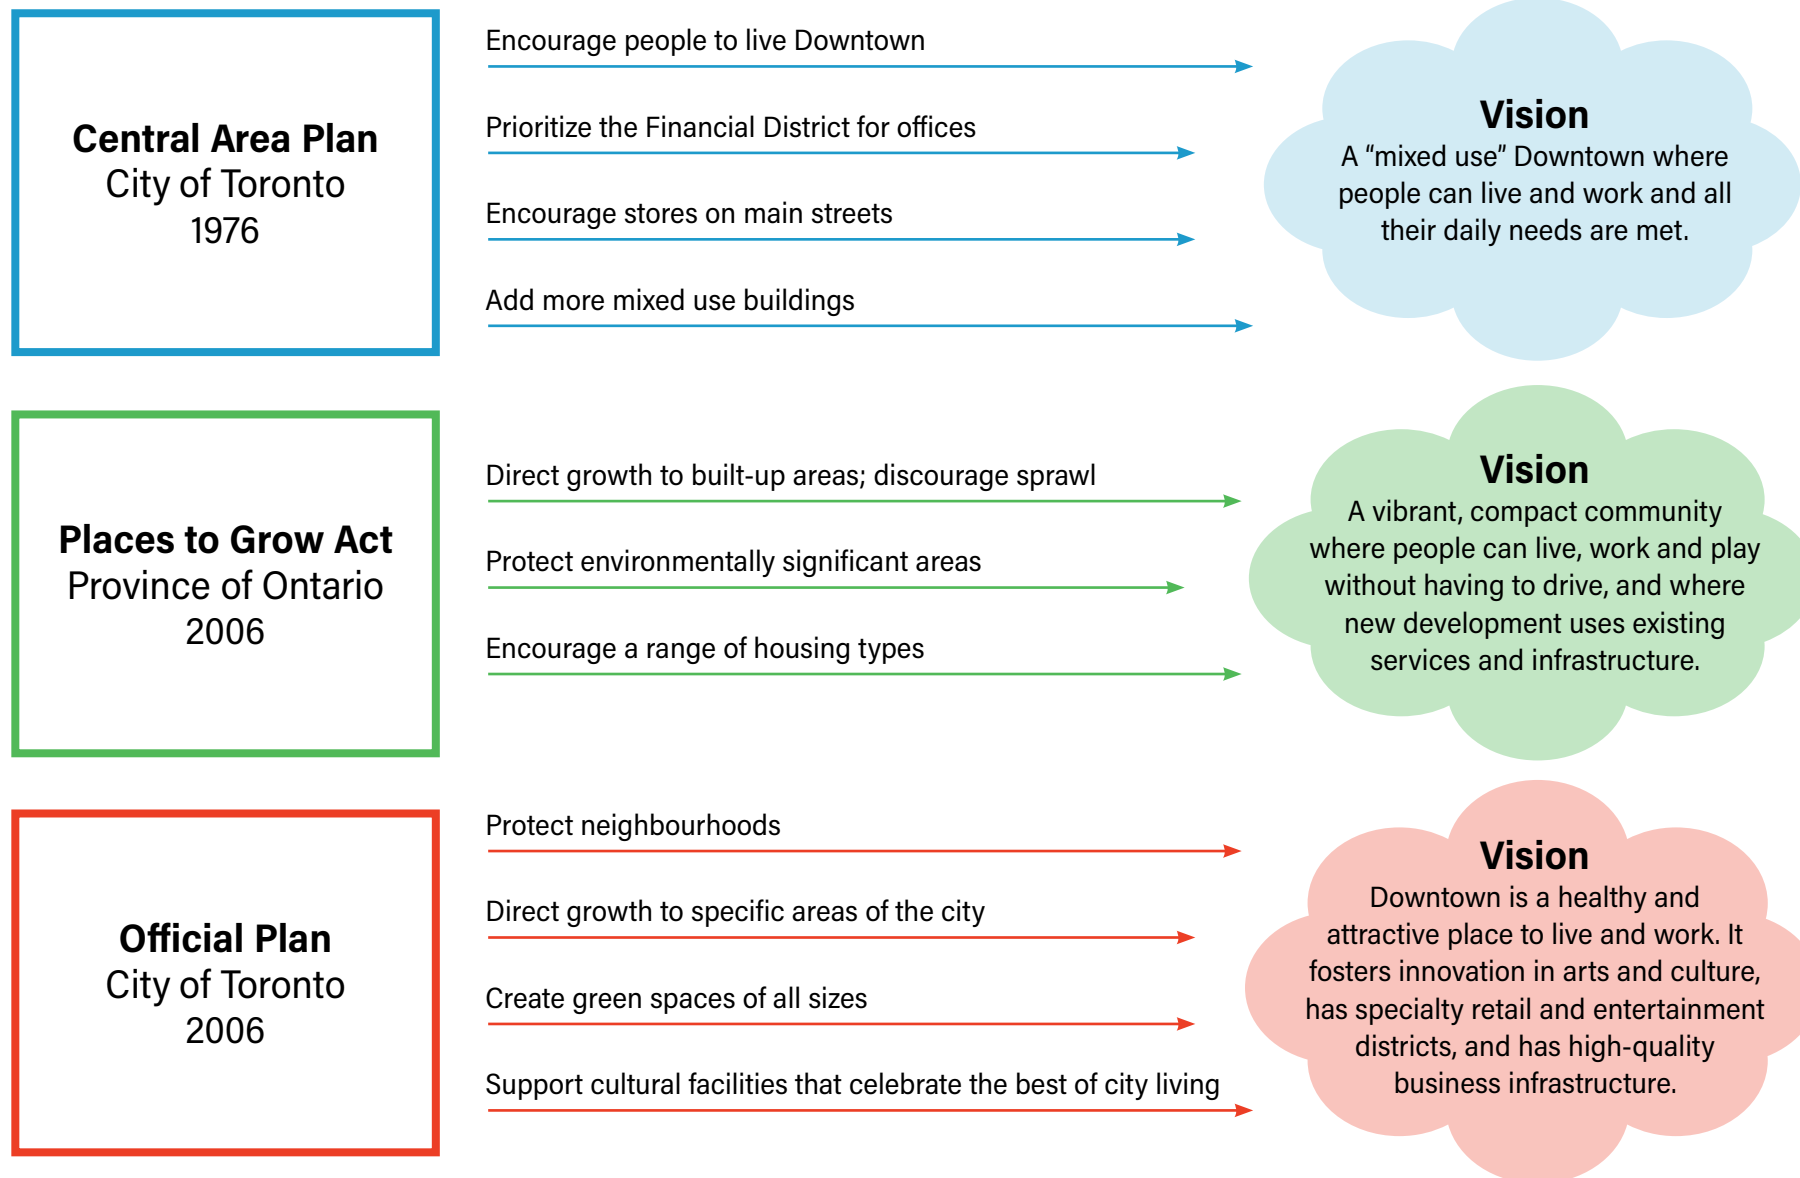 Central Area Plan
City of Toronto
1976
Encourage people to live Downtown
Prioritize the Financial District for offices
Encourage stores on main streets
Add more mixed use buildings
Vision
A “mixed use” Downtown where
people can live and work and all
their daily needs are met.
Places to Grow Act
Province of Ontario
2006
Direct growth to built-up areas; discourage sprawl
Protect environmentally significant areas
Encourage a range of housing types
Vision
A vibrant, compact community
where people can live, work and play
without having to drive, and where
new development uses existing
services and infrastructure.
Official Plan
City of Toronto
2006
Protect neighbourhoods
Direct growth to specific areas of the city
Create green spaces of all sizes
Support cultural facilities that celebrate the best of city living
Vision
Downtown is a healthy and
attractive place to live and work. It
fosters innovation in arts and culture,
has specialty retail and entertainment
districts, and has high-quality
business infrastructure.